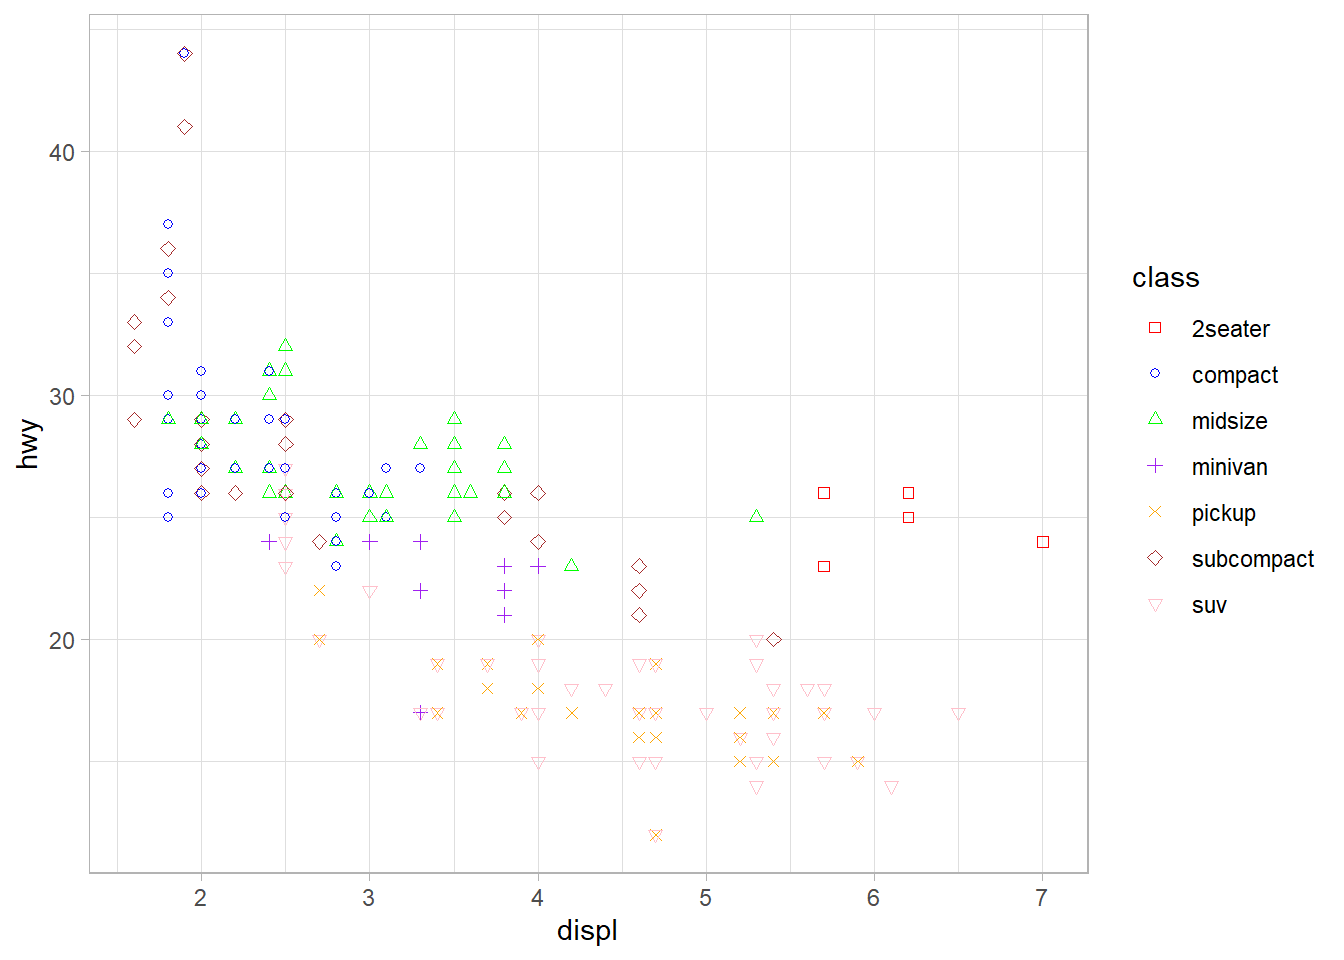 40
30
20
hwy
2 3 4 5 6 7
displ
class
2seater
compact
midsize
minivan
pickup
subcompact
suv